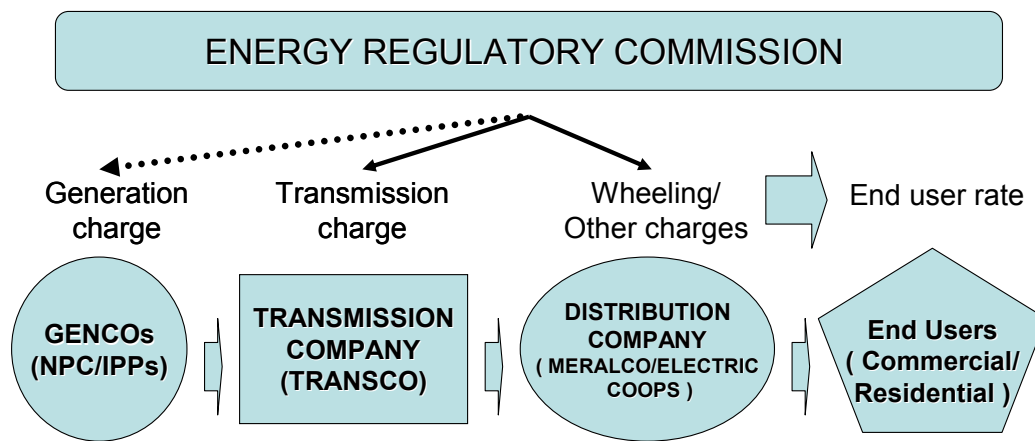 ENERGY REGULATORY COMMISSION
Generation
charge
Transmission
charge
Wheeling/
Other charges
End user rate
GENCOs
(NPC/IPPs)
TRANSMISSION
COMPANY
(TRANSCO)
DISTRIBUTION
COMPANY
( MERALCO/ELECTRIC
COOPS )
End Users
( Commercial/
Residential )